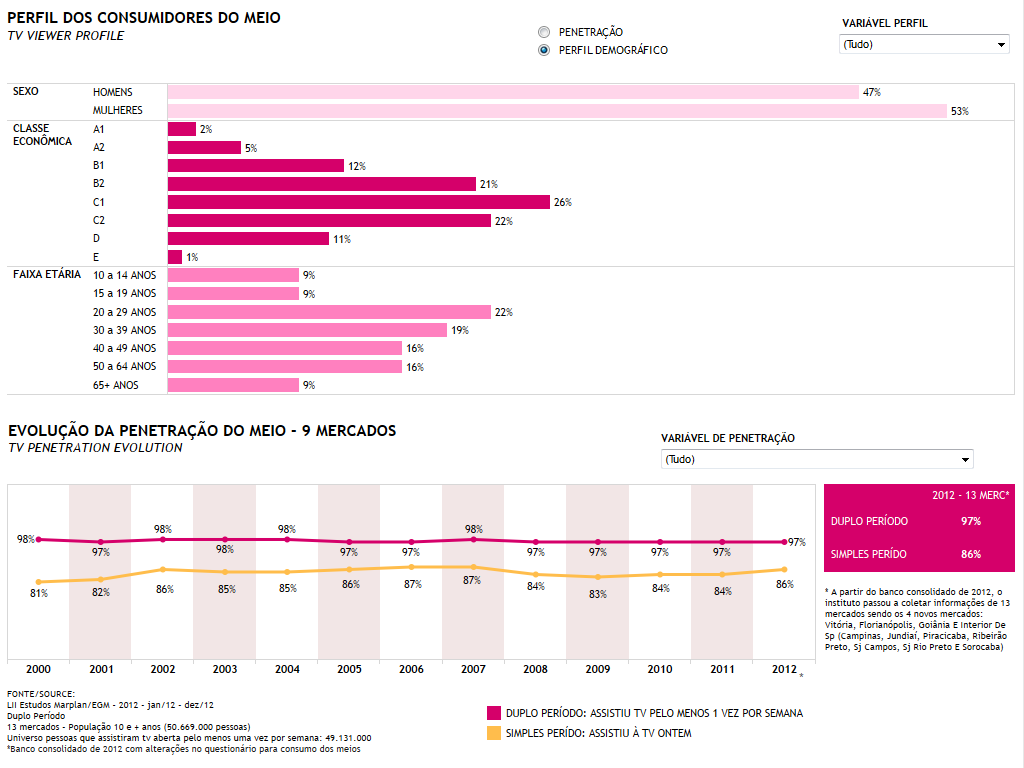 PERFIL DOS CONSUMIDORES DO MEIO
TV VIEWER PROFILE
PENETRAÇÃO
PERFIL DEMOGRÁFICO
VARIÁVEL PERFIL
(Tudo)
SEXO
HOMENS 47%
MULHERES 53%
CLASSE ECONÔMICA
A1 2%
A2 5%
B1 12%
B2 21%
C1 26%
C2 22%
D 11%
E 1%
FAIXA ETÁRIA
10 a 14 ANOS 9%
15 a 19 ANOS 9%
20 a 29 ANOS 22%
30 a 39 ANOS 19%
40 a 49 ANOS 16%
50 a 64 ANOS 16%
65+ ANOS 9%
EVOLUÇÃO DA PENETRAÇÃO DO MEIO - 9 MERCADOS
TV PENETRATION EVOLUTION
VARIÁVEL DE PENETRAÇÃO
(Tudo)
98% 97% 98% 98% 98% 97% 97% 98% 97% 97% 97% 97% 97%
81% 82% 86% 85% 85% 86% 87% 87% 84% 83% 84% 84% 86%
2000 2001 2002 2003 2004 2005 2006 2007 2008 2009 2010 2011 2012 *
2012 - 13 MERC*
DUPLO PERÍODO 97%
SIMPLES PERÍDO 86%
* A partir do banco consolidado de 2012, o
instituto passou a coletar informações de 13
mercados sendo os 4 novos mercados:
Vitória, Florianópolis, Goiânia E Interior De
Sp (Campinas, Jundiaí, Piracicaba, Ribeirão
Preto, Sj Campos, Sj Rio Preto E Sorocaba)
FONTE/SOURCE:
LII Estudos Marplan/EGM - 2012 - jan/12 - dez/12
Duplo Período
13 mercados - População 10 e + anos (50.669.000 pessoas)
Universo pessoas que assistiram tv aberta pelo menos uma vez por semana: 49.131.000
*Banco consolidado de 2012 com alterações no questionário para consumo dos meios
DUPLO PERÍODO: ASSISTIU TV PELO MENOS 1 VEZ POR SEMANA
SIMPLES PERÍDO: ASSISTIU À TV ONTEM